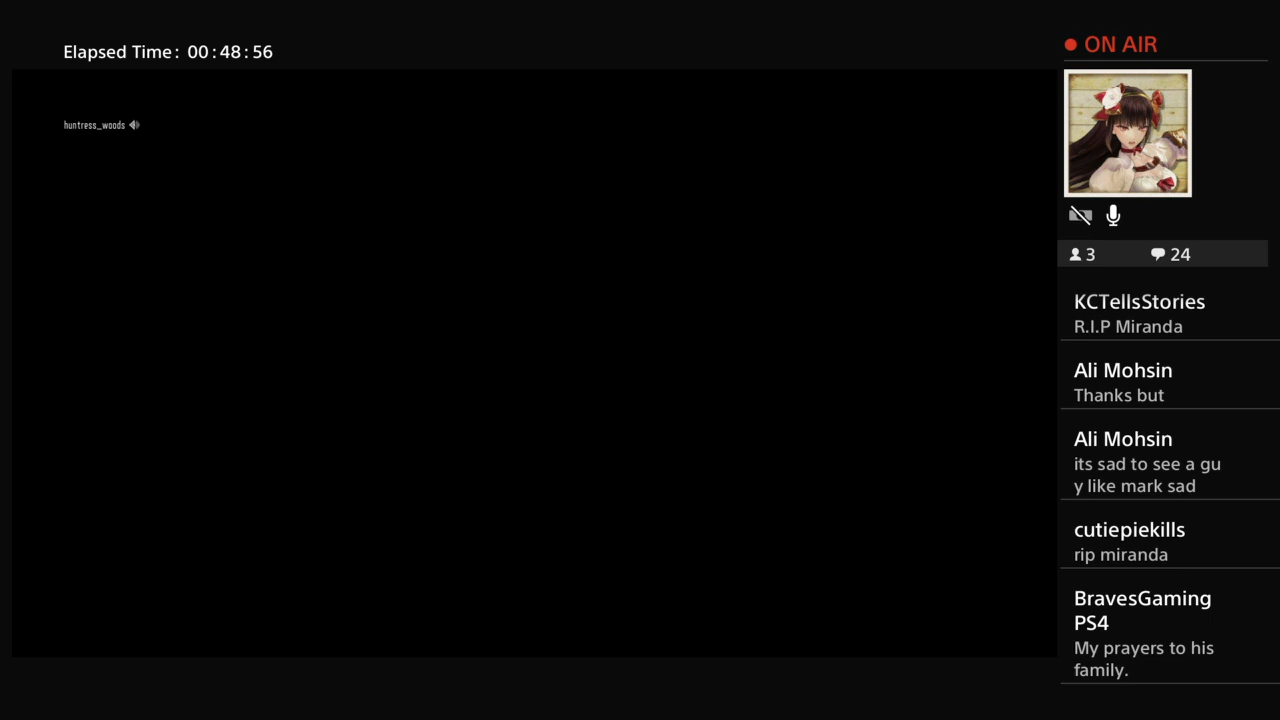 Elapsed Time: 00:48:56
huntress_woods
ON AIR
3
24
KCTellsStories
R.I.P Miranda
Ali Mohsin
Thanks but
Ali Mohsin
its sad to see a gu
y like mark sad
cutiepiekills
rip miranda
BravesGaming
PS4
My prayers to his
family.